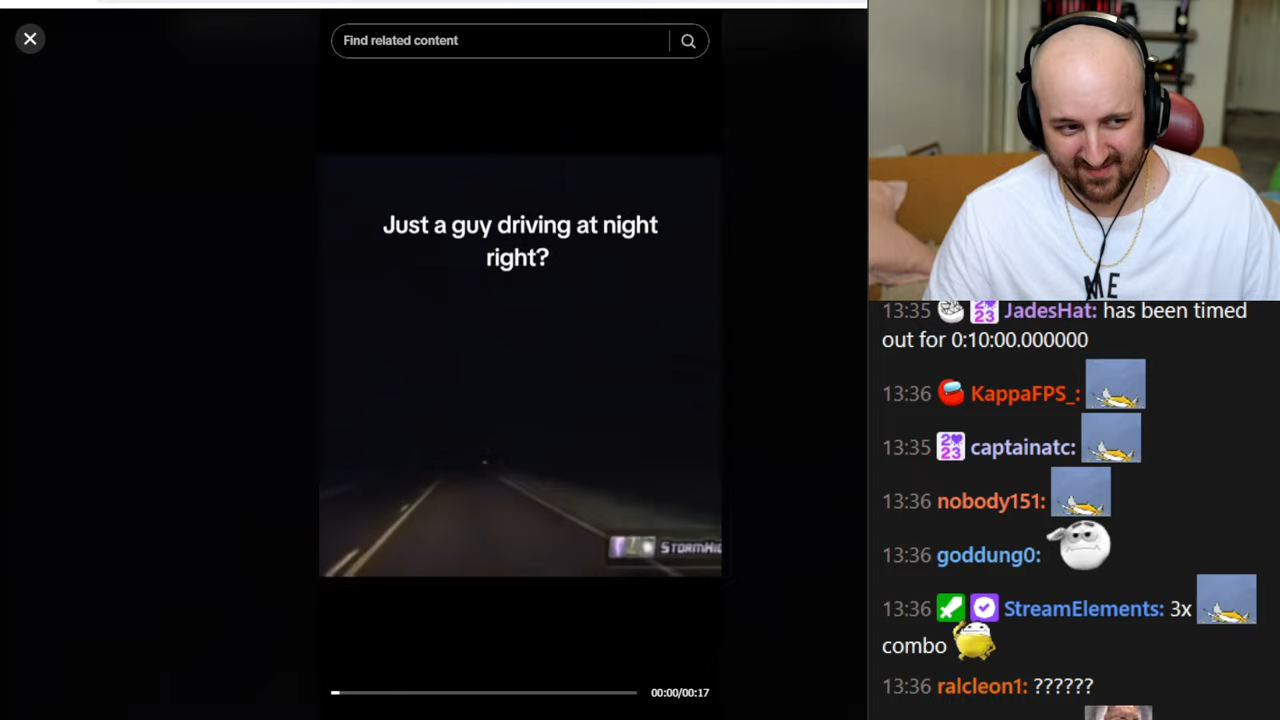 Find related content
Just a guy driving at night
right?
00:00/00:17
ME
13:35 JadesHat: has been timed
out for 0:10:00.000000
13:36 KappaFPS_:
13:35 captainatc:
13:36 nobody151:
13:36 goddung0:
13:36 StreamElements: 3x
combo
13:36 ralcleon1: ??????